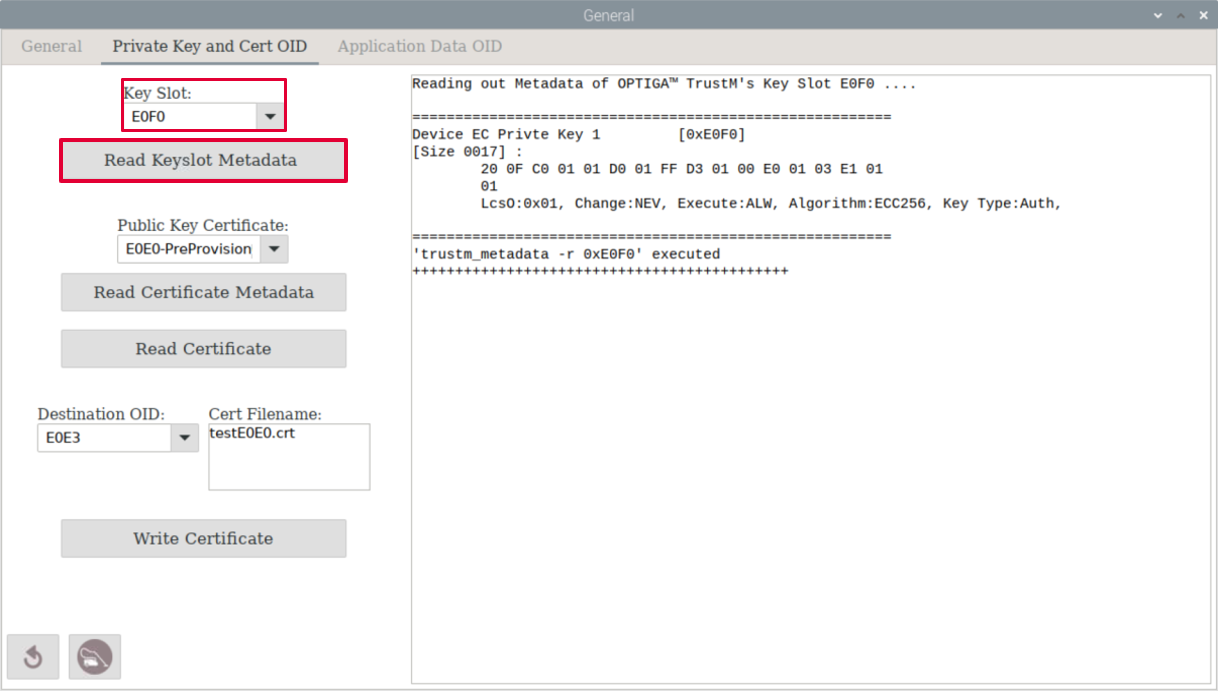 General
General Private Key and Cert OID Application Data OID
Key Slot:
E0F0
Read Keyslot Metadata
Public Key Certificate:
E0E0-PreProvision
Read Certificate Metadata
Read Certificate
Destination OID: Cert Filename:
E0E3 testE0E0.crt
Write Certificate
Reading out Metadata of OPTIGA™ TrustM's Key Slot E0F0 ....
=========================================================
Device EC Privte Key 1 [0xE0F0]
[Size 0017] :
20 0F C0 01 01 D0 01 FF D3 01 00 E0 01 03 E1 01
01
LcsO:0x01, Change:NEV, Execute:ALW, Algorithm:ECC256, Key Type:Auth,
=========================================================
'trustm_metadata -r 0xE0F0' executed
++++++++++++++++++++++++++++++++++++++++++++